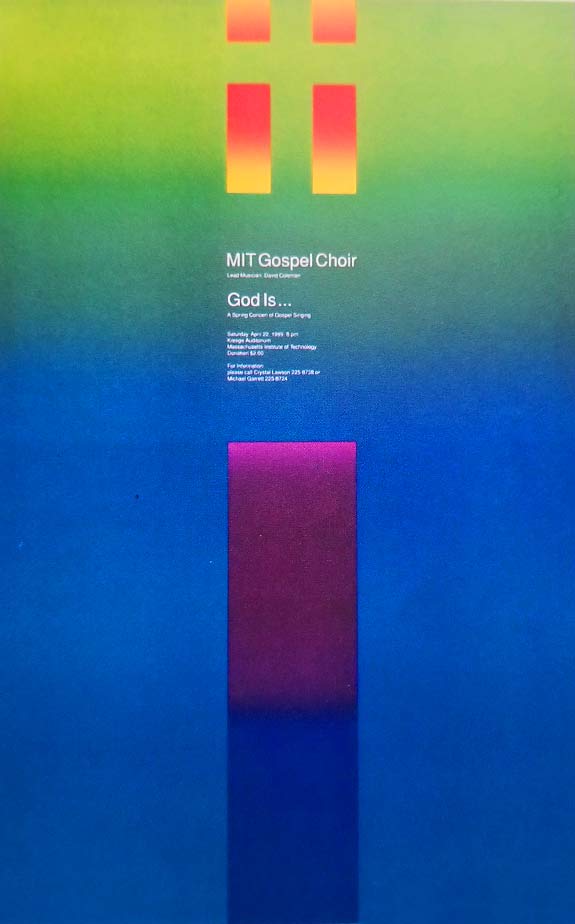 MIT Gospel Choir
Lead Musician: David Coleman
God Is...
A Spring Concert of Gospel Singing
Saturday April 22, 1989 8 pm
Kresge Auditorium
Massachusetts Institute of Technology
Donation $2.00
For Information
please call Crystal Lawson 225 8738 or
Michael Garrett 225 8724